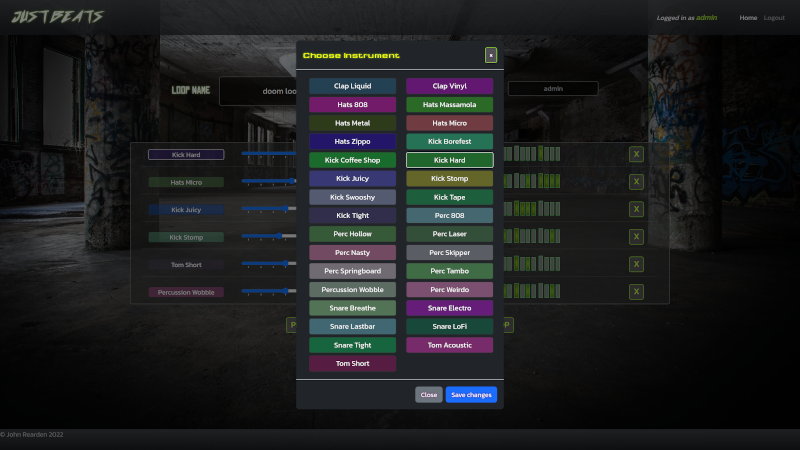 JUST BEATS
Logged in as admin
Home
Logout
Choose Instrument
x
LOOP NAME
doom loo
admin
Clap Liquid
Clap Vinyl
Hats 808
Hats Massamola
Hats Metal
Hats Micro
Hats Zippo
Kick Borefest
Kick Coffee Shop
Kick Hard
Kick Juicy
Kick Stomp
Kick Swooshy
Kick Tape
Kick Tight
Perc 808
Perc Hollow
Perc Laser
Perc Nasty
Perc Skipper
Perc Springboard
Perc Tambo
Percussion Wobble
Perc Weirdo
Snare Breathe
Snare Electro
Snare Lastbar
Snare LoFi
Snare Tight
Tom Acoustic
Tom Short
Close
Save changes
Kick Hard
X
Hats Micro
X
Kick Juicy
X
Kick Stomp
X
Tom Short
X
Percussion Wobble
X
P
P
© John Rearden 2022